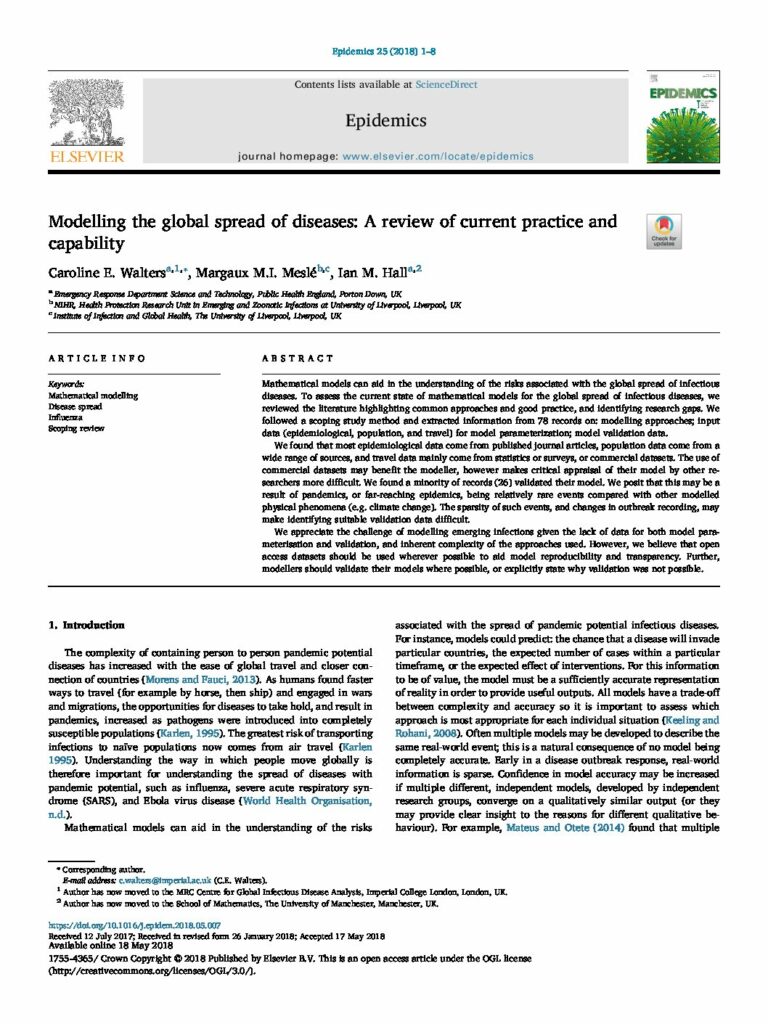 Epidemics 25 (2018) 1–8
Contents lists available at ScienceDirect
Epidemics
journal homepage: www.elsevier.com/locate/epidemics
ELSEVIER
EPIDEMICS
Modelling the global spread of diseases: A review of current practice and
capability
Check for
updates
Caroline E. Walters a,1,*, Margaux M.I. Meslé b,c, Ian M. Hall a,2
a Emergency Response Department Science and Technology, Public Health England, Porton Down, UK
b NIHR, Health Protection Research Unit in Emerging and Zoonotic Infections at University of Liverpool, Liverpool, UK
c Institute of Infection and Global Health, The University of Liverpool, Liverpool, UK
ARTICLE INFO
Keywords:
Mathematical modelling
Disease spread
Influenza
Scoping review
ABSTRACT
Mathematical models can aid in the understanding of the risks associated with the global spread of infectious
diseases. To assess the current state of mathematical models for the global spread of infectious diseases, we
reviewed the literature highlighting common approaches and good practice, and identifying research gaps. We
followed a scoping study method and extracted information from 78 records on: modelling approaches; input
data (epidemiological, population, and travel) for model parameterization; model validation data.
We found that most epidemiological data come from published journal articles, population data come from a
wide range of sources, and travel data mainly come from statistics or surveys, or commercial datasets. The use of
commercial datasets may benefit the modeller, however makes critical appraisal of their model by other re-
searchers more difficult. We found a minority of records (26) validated their model. We posit that this may be a
result of pandemics, or far-reaching epidemics, being relatively rare events compared with other modelled
physical phenomena (e.g. climate change). The sparsity of such events, and changes in outbreak recording, may
make identifying suitable validation data difficult.
We appreciate the challenge of modelling emerging infections given the lack of data for both model para-
meterisation and validation, and inherent complexity of the approaches used. However, we believe that open
access datasets should be used wherever possible to aid model reproducibility and transparency. Further,
modellers should validate their models where possible, or explicitly state why validation was not possible.
1. Introduction
The complexity of containing person to person pandemic potential
diseases has increased with the ease of global travel and closer con-
nection of countries (Morens and Fauci, 2013). As humans found faster
ways to travel (for example by horse, then ship) and engaged in wars
and migrations, the opportunities for diseases to take hold, and result in
pandemics, increased as pathogens were introduced into completely
susceptible populations (Karlen, 1995). The greatest risk of transporting
infections to naïve populations now comes from air travel (Karlen
1995). Understanding the way in which people move globally is
therefore important for understanding the spread of diseases with
pandemic potential, such as influenza, severe acute respiratory syn-
drome (SARS), and Ebola virus disease (World Health Organisation,
n.d.).
Mathematical models can aid in the understanding of the risks
associated with the spread of pandemic potential infectious diseases.
For instance, models could predict: the chance that a disease will invade
particular countries, the expected number of cases within a particular
timeframe, or the expected effect of interventions. For this information
to be of value, the model must be a sufficiently accurate representation
of reality in order to provide useful outputs. All models have a trade-off
between complexity and accuracy so it is important to assess which
approach is most appropriate for each individual situation (Keeling and
Rohani, 2008). Often multiple models may be developed to describe the
same real-world event; this is a natural consequence of no model being
completely accurate. Early in a disease outbreak response, real-world
information is sparse. Confidence in model accuracy may be increased
if multiple different, independent models, developed by independent
research groups, converge on a qualitatively similar output (or they
may provide clear insight to the reasons for different qualitative be-
haviour). For example, Mateus and Otete (2014) found that multiple
* Corresponding author.
E-mail address: c.walters@imperial.ac.uk (C.E. Walters).
1 Author has now moved to the MRC Centre for Global Infectious Disease Analysis, Imperial College London, London, UK.
2 Author has now moved to the School of Mathematics, The University of Manchester, Manchester, UK.
https://doi.org/10.1016/j.epidem.2018.05.007
Received 12 July 2017; Received in revised form 26 January 2018; Accepted 17 May 2018
Available online 18 May 2018
1755-4365/ Crown Copyright © 2018 Published by Elsevier B.V. This is an open access article under the OGL license
(http://creativecommons.org/licenses/OGL/3.0/).